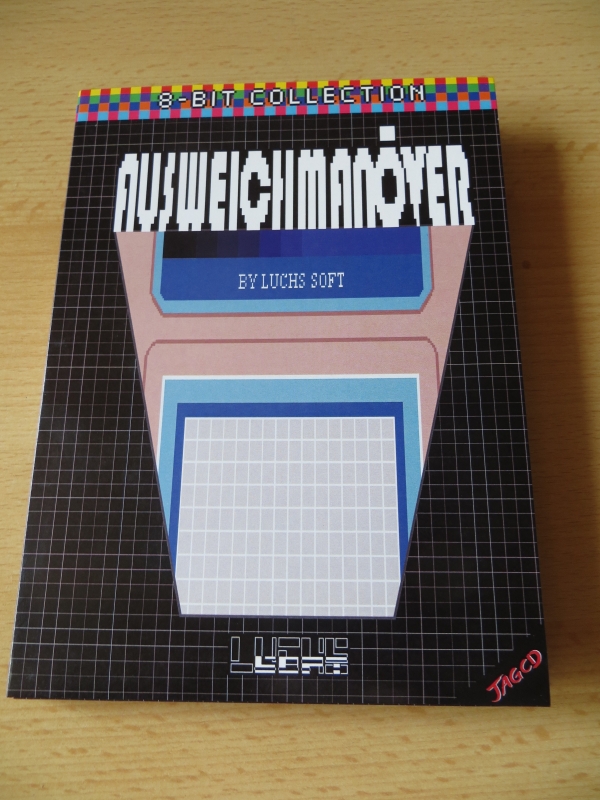 8-BIT COLLECTION
AUSWEICHMANÖVER
BY LUCHS SOFT
LUCHS
SOFT
JAGCD